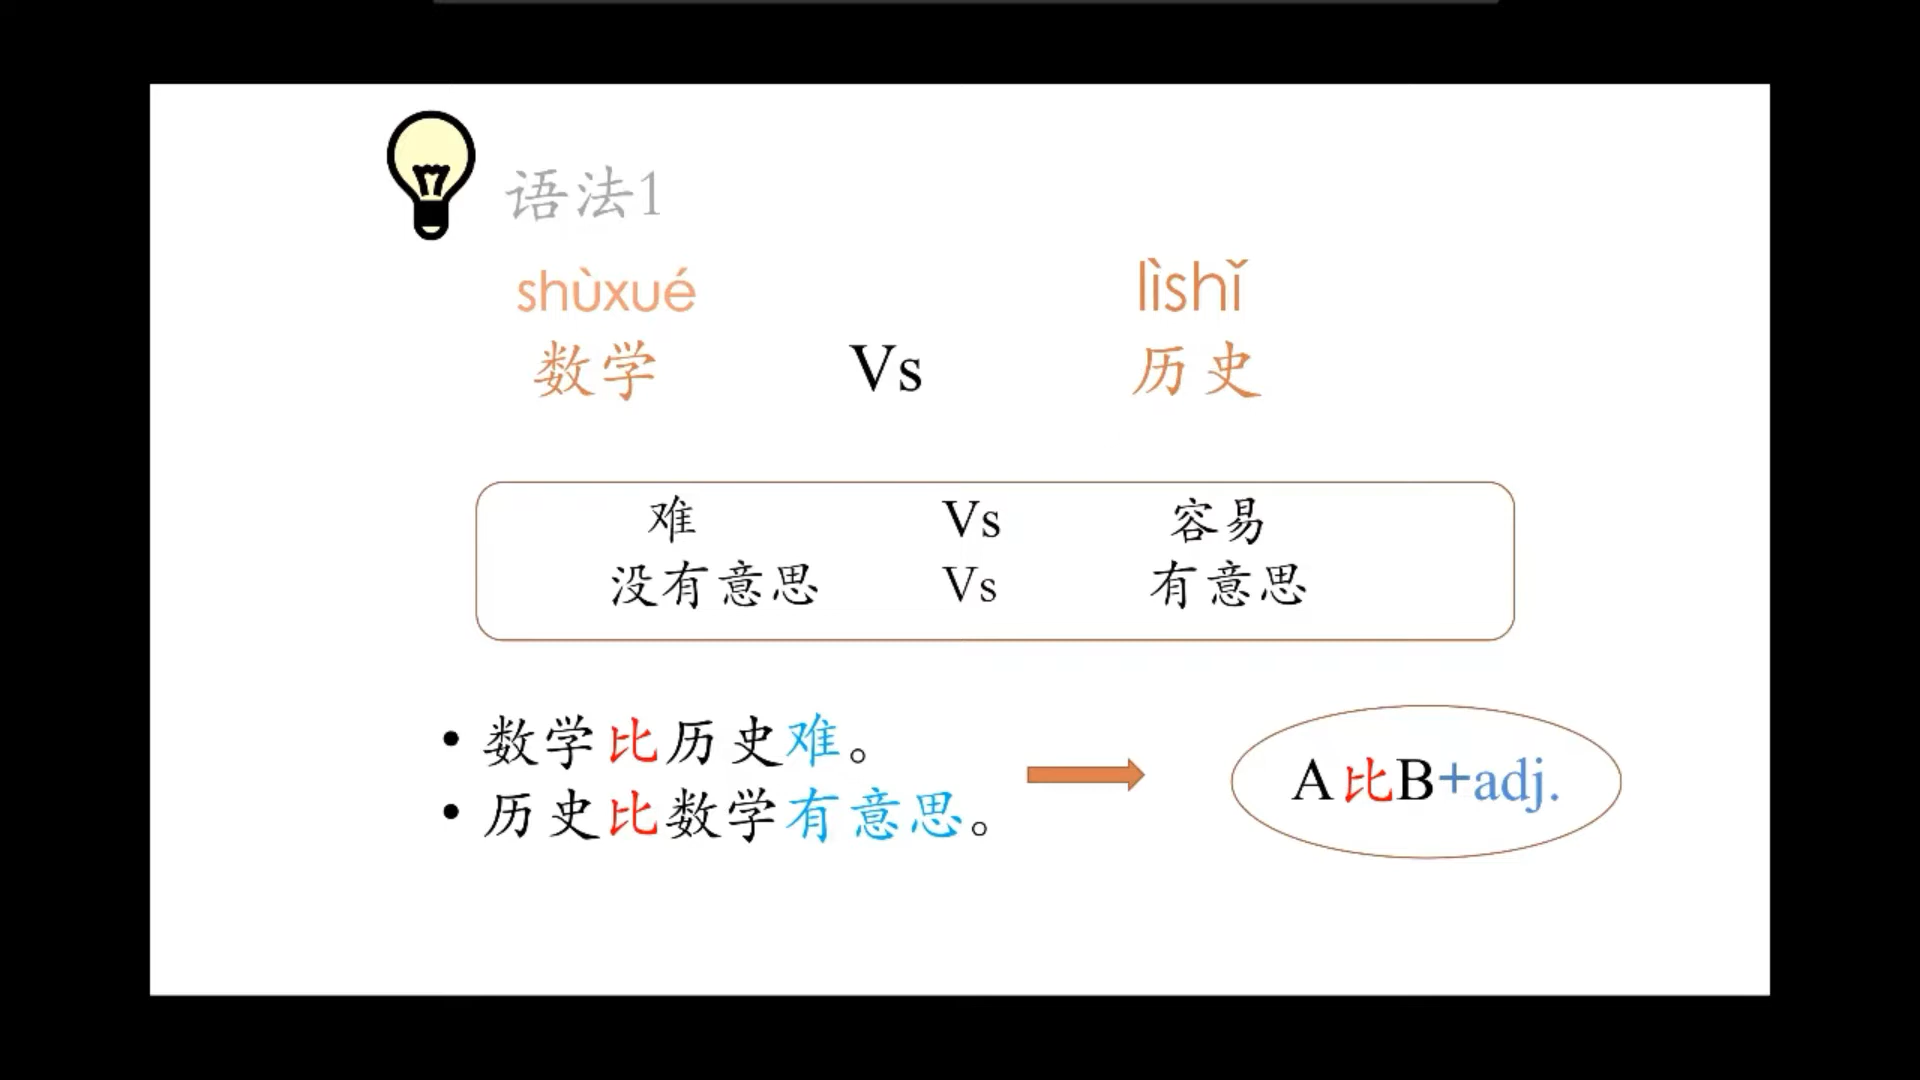 语法1
shùxué lìshǐ
数学 Vs 历史
难 Vs 容易
没有意思 Vs 有意思
• 数学比历史难。
• 历史比数学有意思。
A比B+adj.